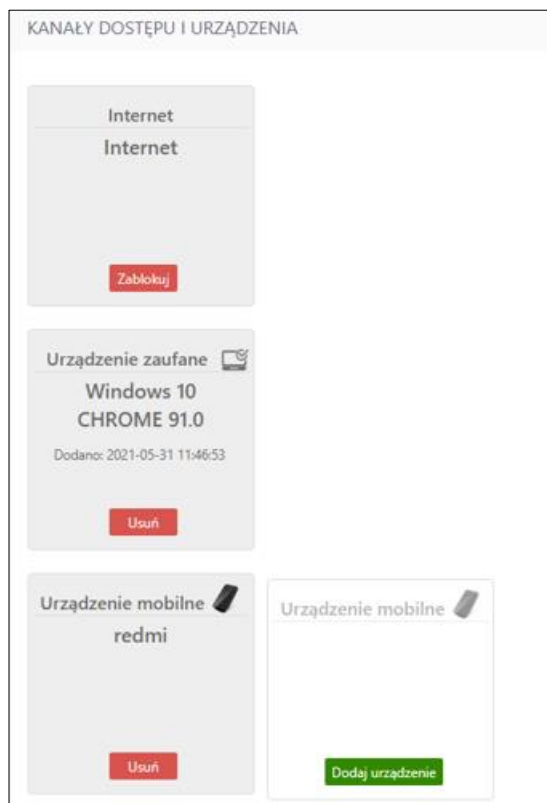 KANAŁY DOSTĘPU I URZĄDZENIA
Internet
Internet
Zablokuj
Urządzenie zaufane
Windows 10
CHROME 91.0
Dodano: 2021-05-31 11:46:53
Usuń
Urządzenie mobilne
redmi
Usuń
Urządzenie mobilne
Dodaj urządzenie